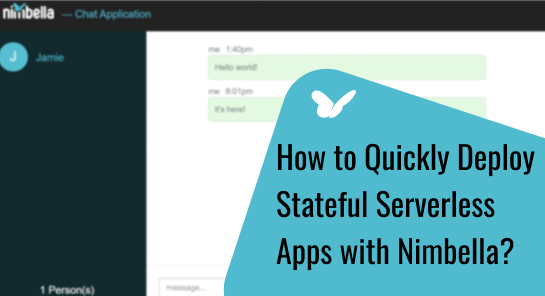 nimbella — Chat Application
J Jamie
me 1:40pm
Hello world!
me 8:01pm
it's here!
How to Quickly Deploy
Stateful Serverless
Apps with Nimbella?
1 Person(s)
message...